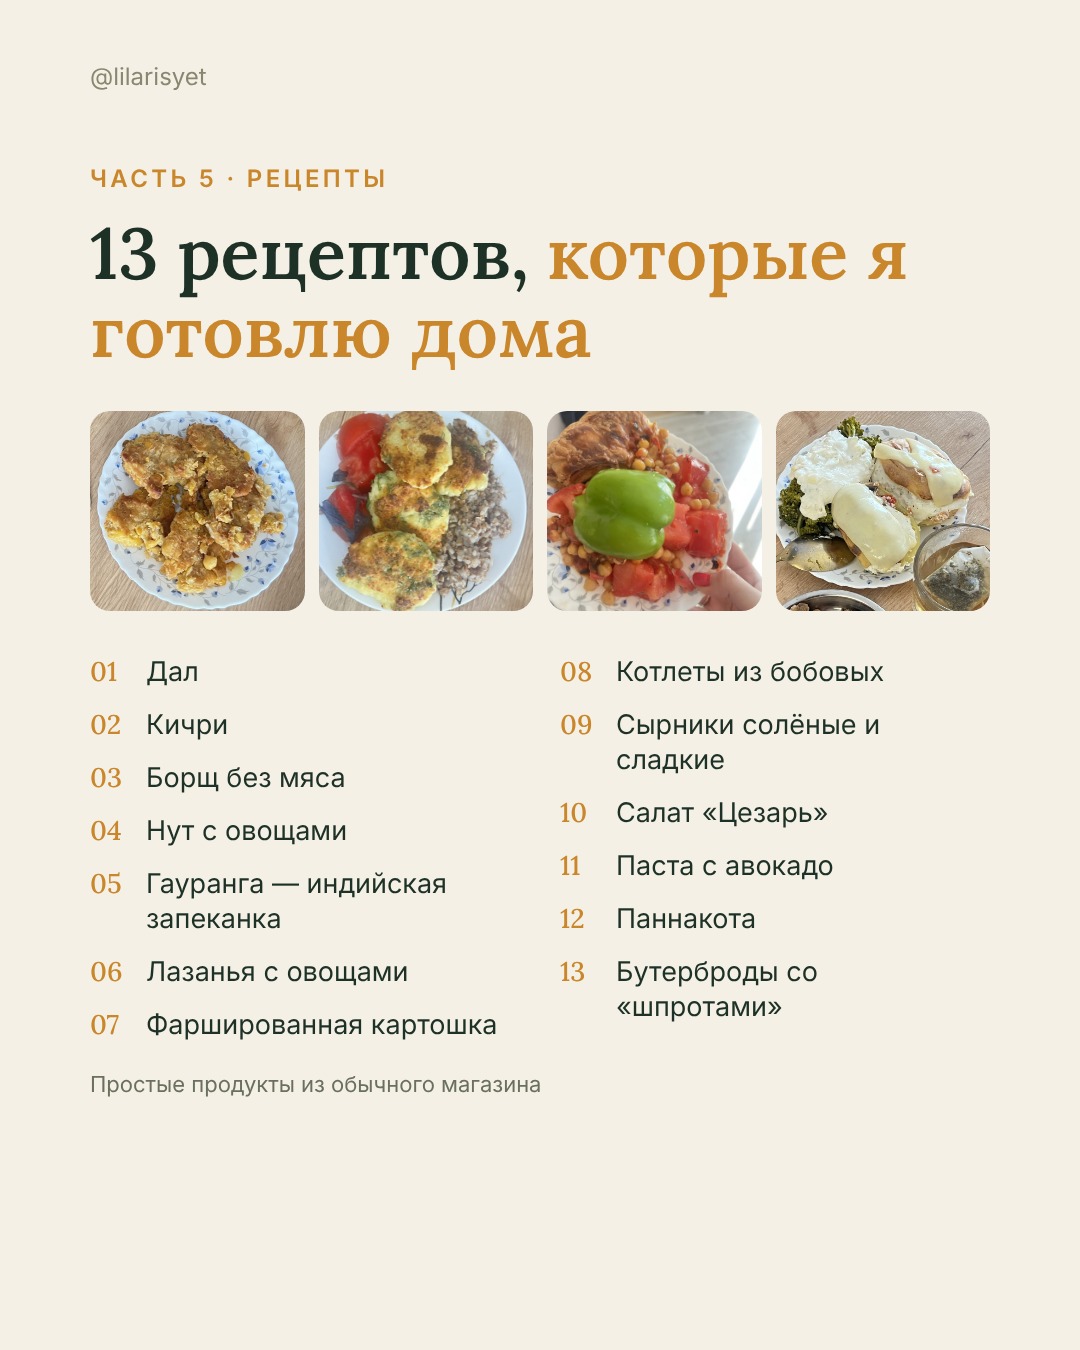 @lilarisyet
ЧАСТЬ 5 · РЕЦЕПТЫ
13 рецептов, которые я
готовлю дома
01 Дал
02 Кичри
03 Борщ без мяса
04 Нут с овощами
05 Гауранга — индийская
запеканка
06 Лазанья с овощами
07 Фаршированная картошка
08 Котлеты из бобовых
09 Сырники солёные и
сладкие
10 Салат «Цезарь»
11 Паста с авокадо
12 Паннакота
13 Бутерброды со
«шпротами»
Простые продукты из обычного магазина